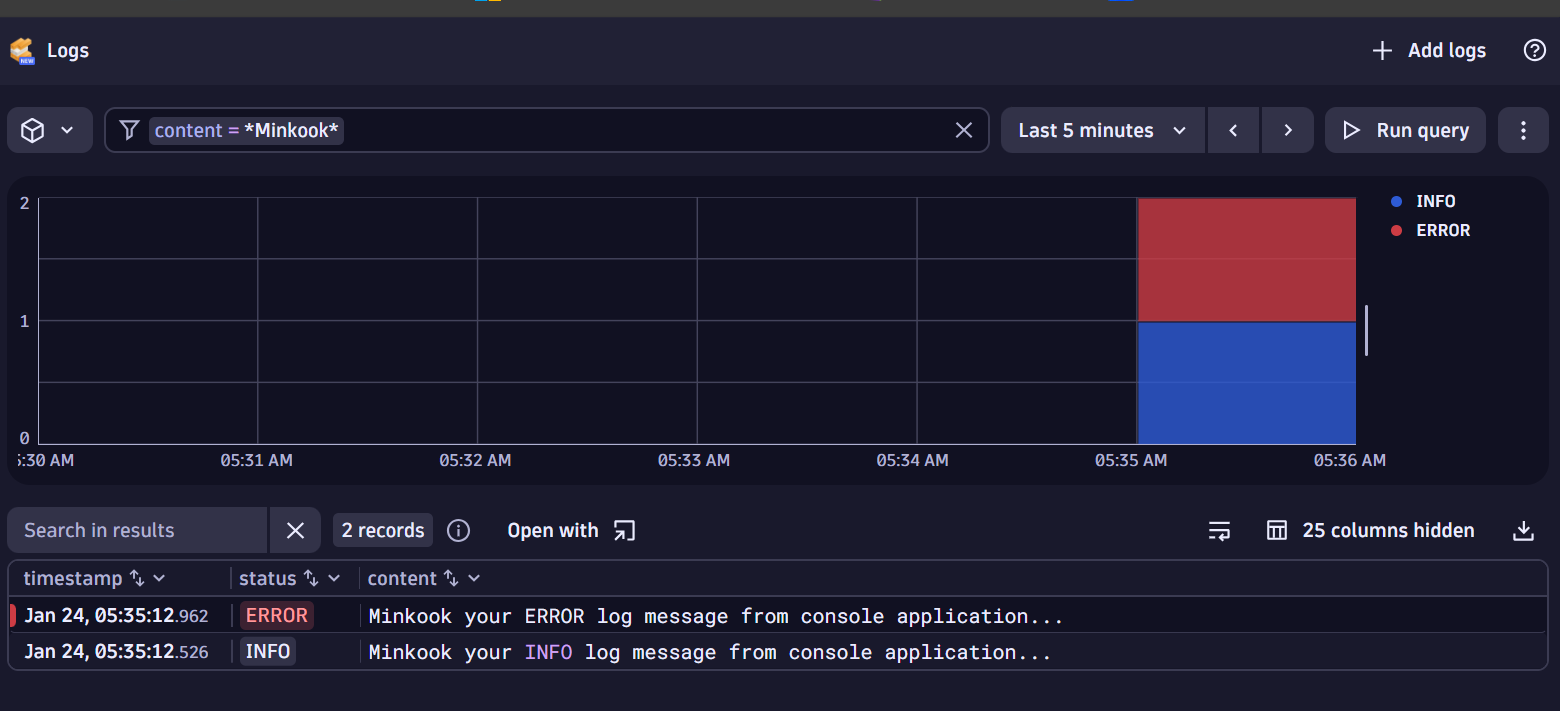 Logs
NEW
Add logs
content = *Minkook*
Last 5 minutes
Run query
2
1
0
:30 AM
05:31 AM
05:32 AM
05:33 AM
05:34 AM
05:35 AM
05:36 AM
INFO
ERROR
Search in results
2 records
Open with
25 columns hidden
timestamp status content
Jan 24, 05:35:12.962 ERROR Minkook your ERROR log message from console application...
Jan 24, 05:35:12.526 INFO Minkook your INFO log message from console application...